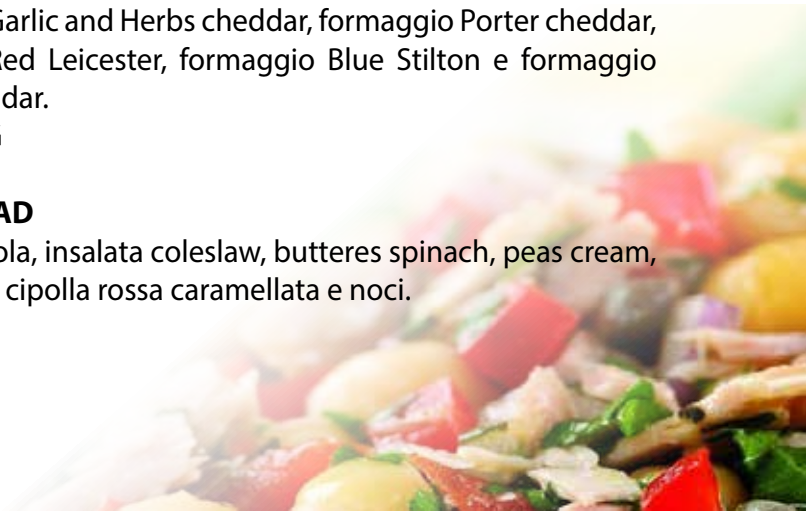 Garlic and Herbs cheddar, formaggio Porter cheddar,
Red Leicester, formaggio Blue Stilton e formaggio
dar.
AD
ola, insalata coleslaw, butteres spinach, peas cream,
cipolla rossa caramellata e noci.